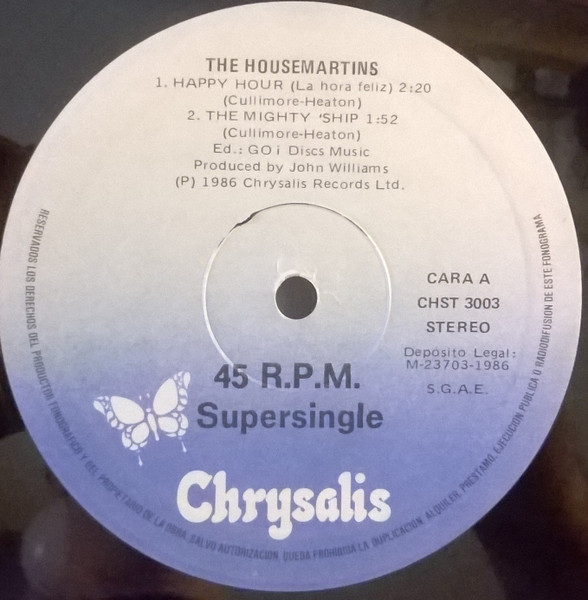 THE HOUSEMARTINS
1. HAPPY HOUR (La hora feliz) 2:20
(Cullimore-Heaton)
2. THE MIGHTY 'SHIP 1:52
(Cullimore-Heaton)
Ed.: GO i Discs Music
Produced by John Williams
(P) 1986 Chrysalis Records Ltd.
CARA A
CHST 3003
STEREO
Depósito Legal:
M-23703-1986
S.G.A.E.
45 R.P.M.
Supersingle
Chrysalis
RESERVADOS LOS DERECHOS DEL PRODUCTOR FONOGRAFICO Y DEL PROPIETARIO DE LA OBRA. SALVO AUTORIZACION, QUEDA PROHIBIDA LA DUPLICACION, ALQUILER, PRESTAMO, EJECUCION PUBLICA O RADIODIFUSION DE ESTE FONOGRAMA